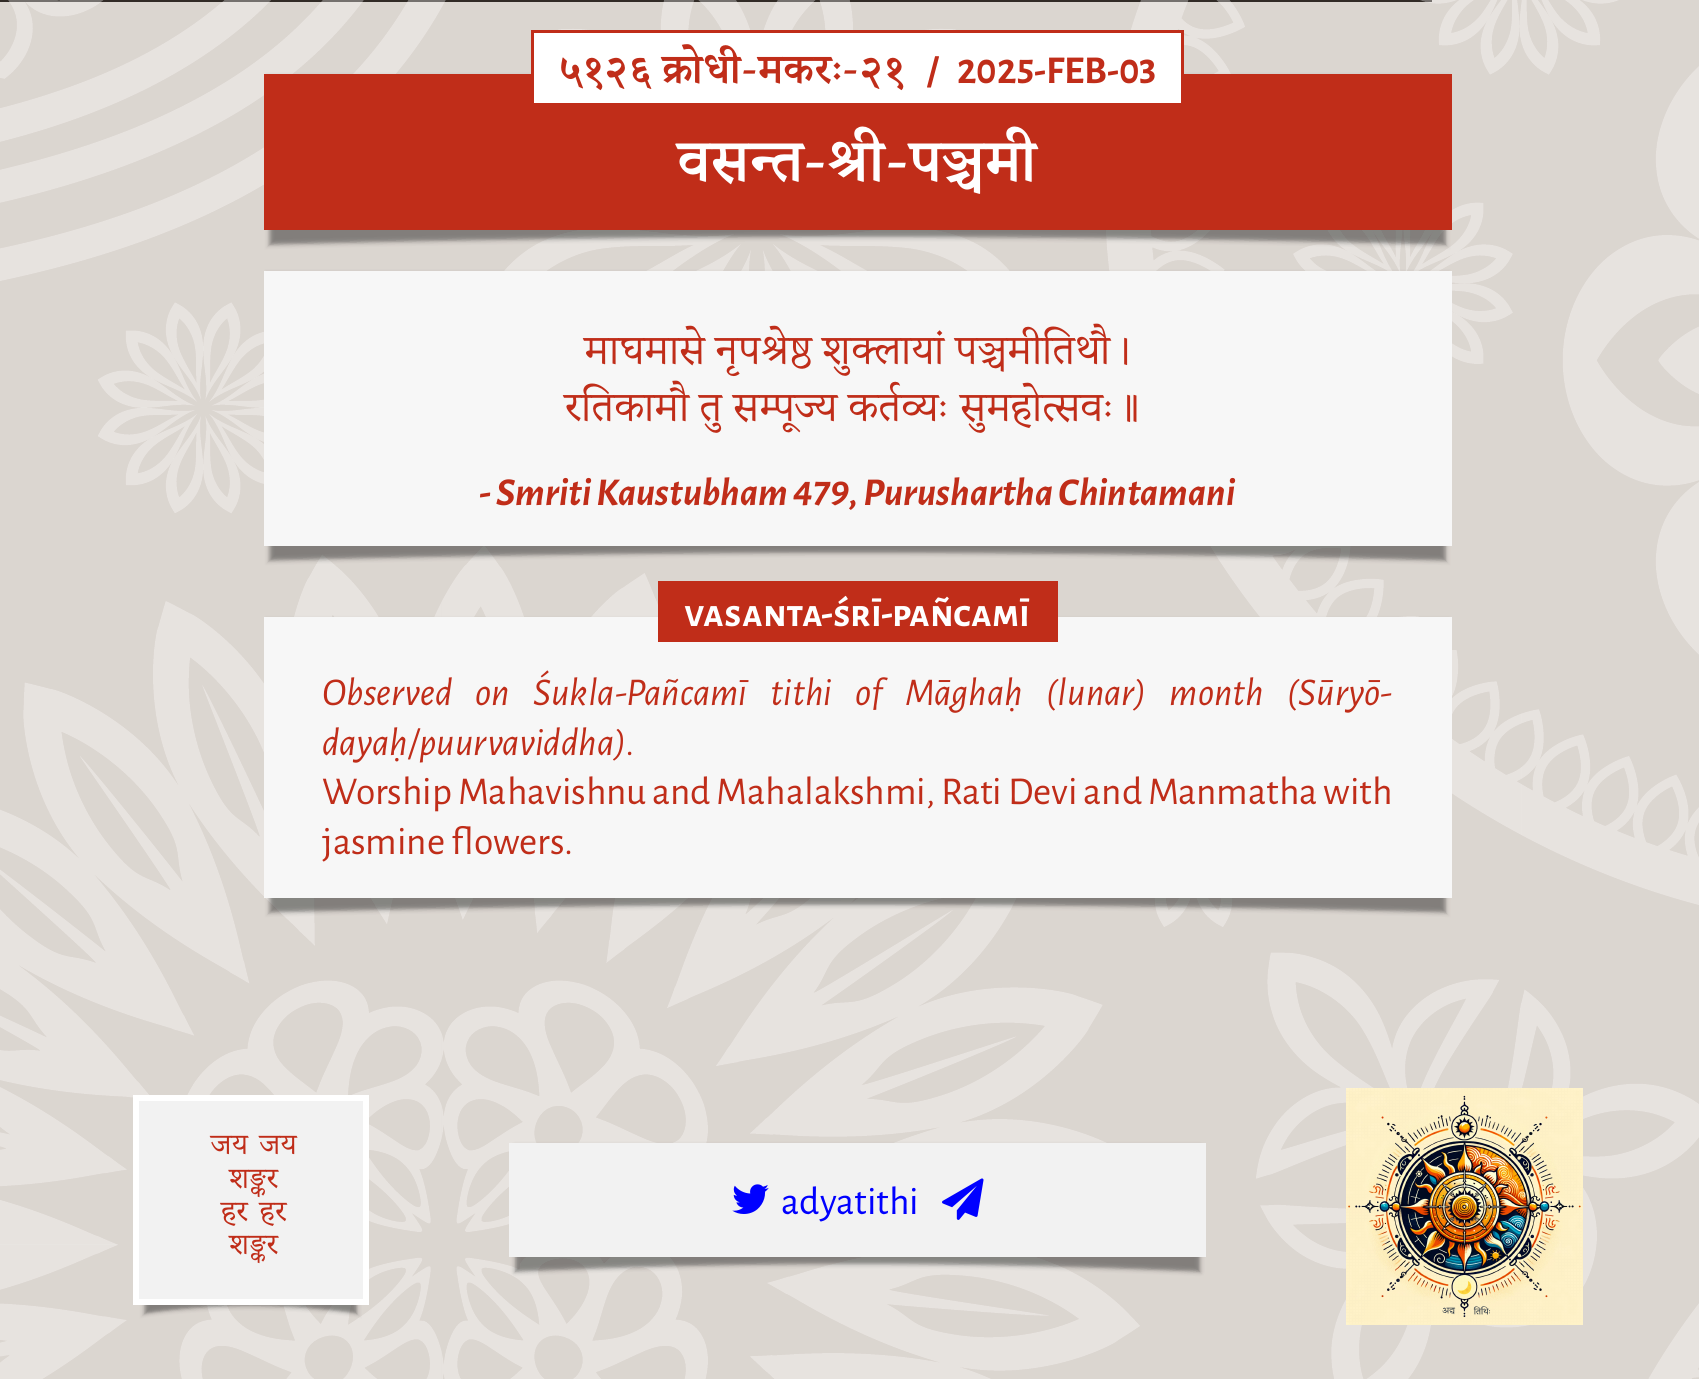 ५१२६ क्रोधी-मकरः-२१ / 2025-FEB-03
वसन्त-श्री-पञ्चमी
माघमासे नृपश्रेष्ठ शुक्लायां पञ्चमीतिथौ।
रतिकामौ तु सम्पूज्य कर्तव्यः सुमहोत्सवः॥
- Smriti Kaustubham 479, Purushartha Chintamani
VASANTA-ŚRĪ-PAÑCAMĪ
Observed on Śukla-Pañcamī tithi of Māghaḥ (lunar) month (Sūryō-
dayaḥ/puurvaviddha).
Worship Mahavishnu and Mahalakshmi, Rati Devi and Manmatha with
jasmine flowers.
जय जय
शङ्कर
हर हर
शङ्कर
adyatithi
अद्य तिथिः